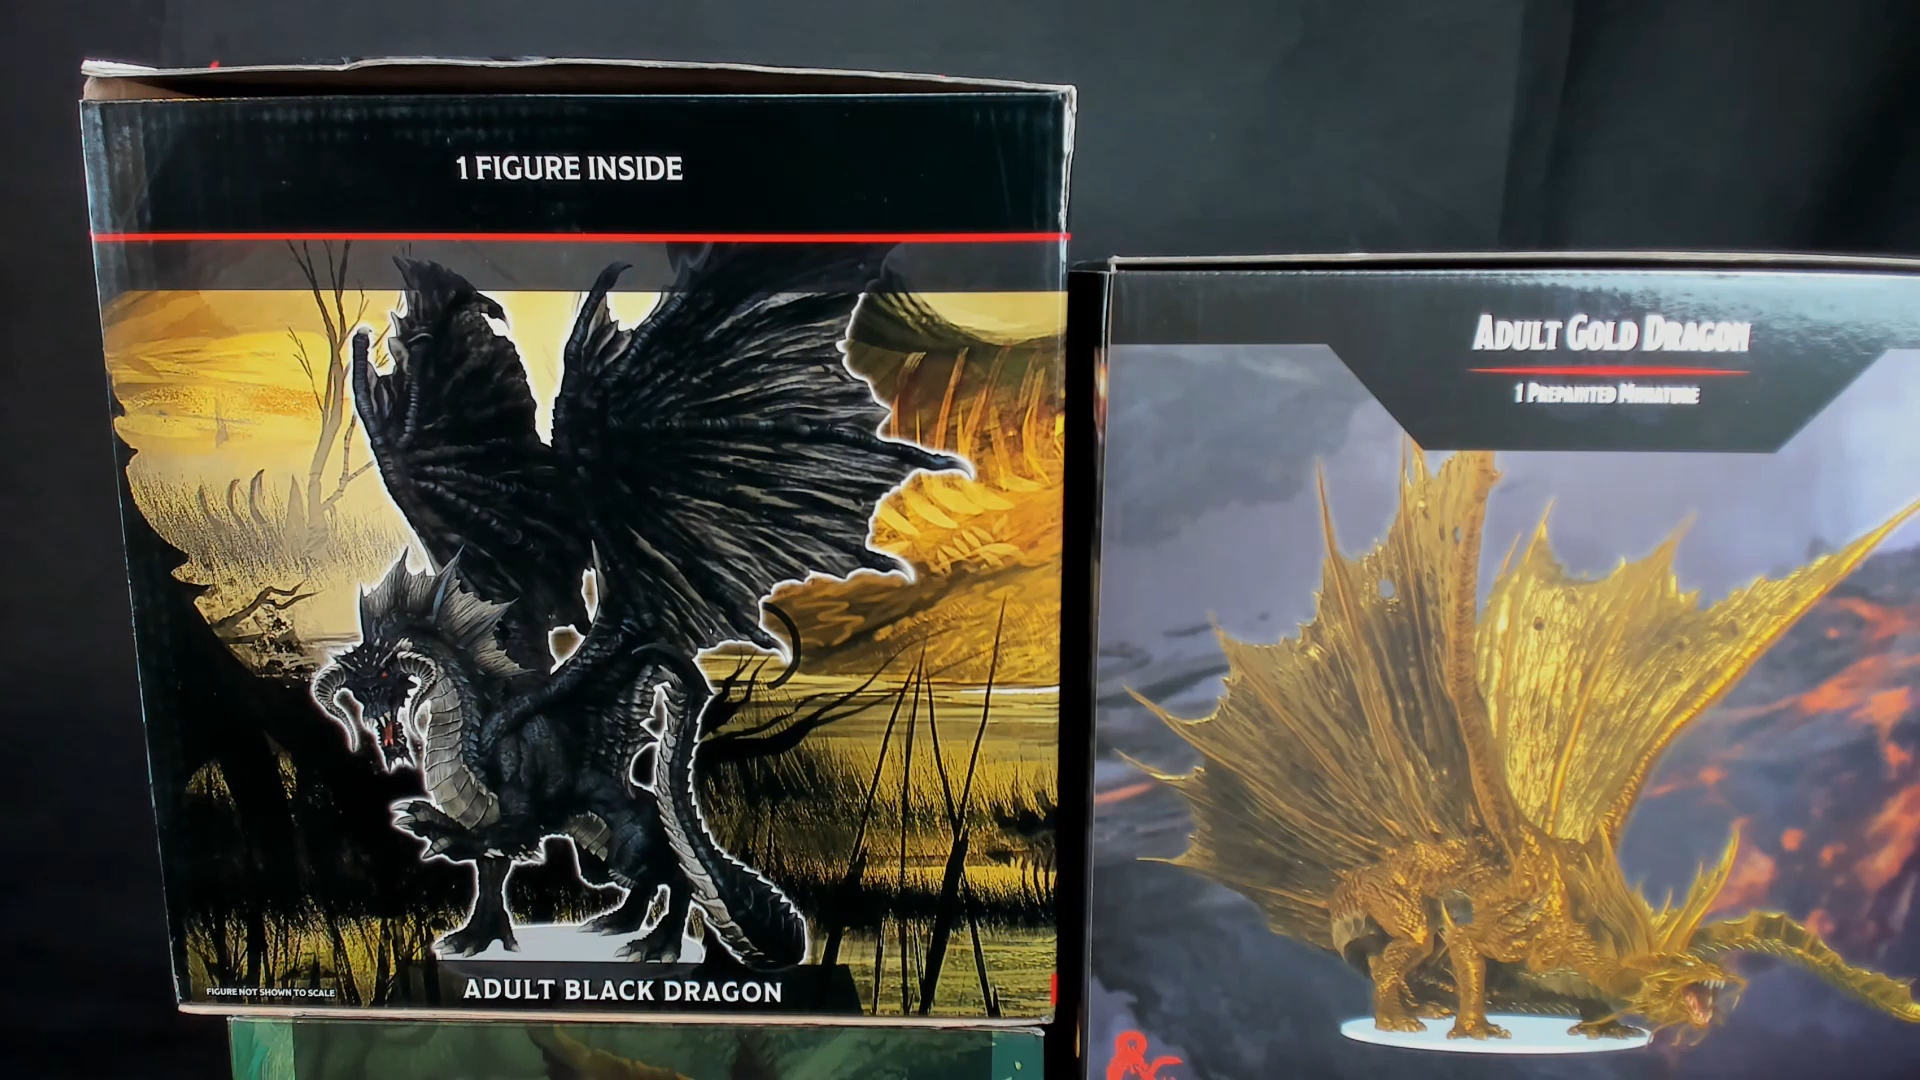 1 FIGURE INSIDE
FIGURE NOT SHOWN TO SCALE
ADULT BLACK DRAGON
ADULT GOLD DRAGON
1 PREPAINTED MINIATURE